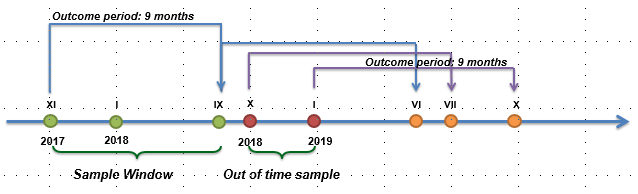 Outcome period: 9 months
Outcome period: 9 months
XI I IX X I VI VII X
2017 2018 2018 2019
Sample Window Out of time sample